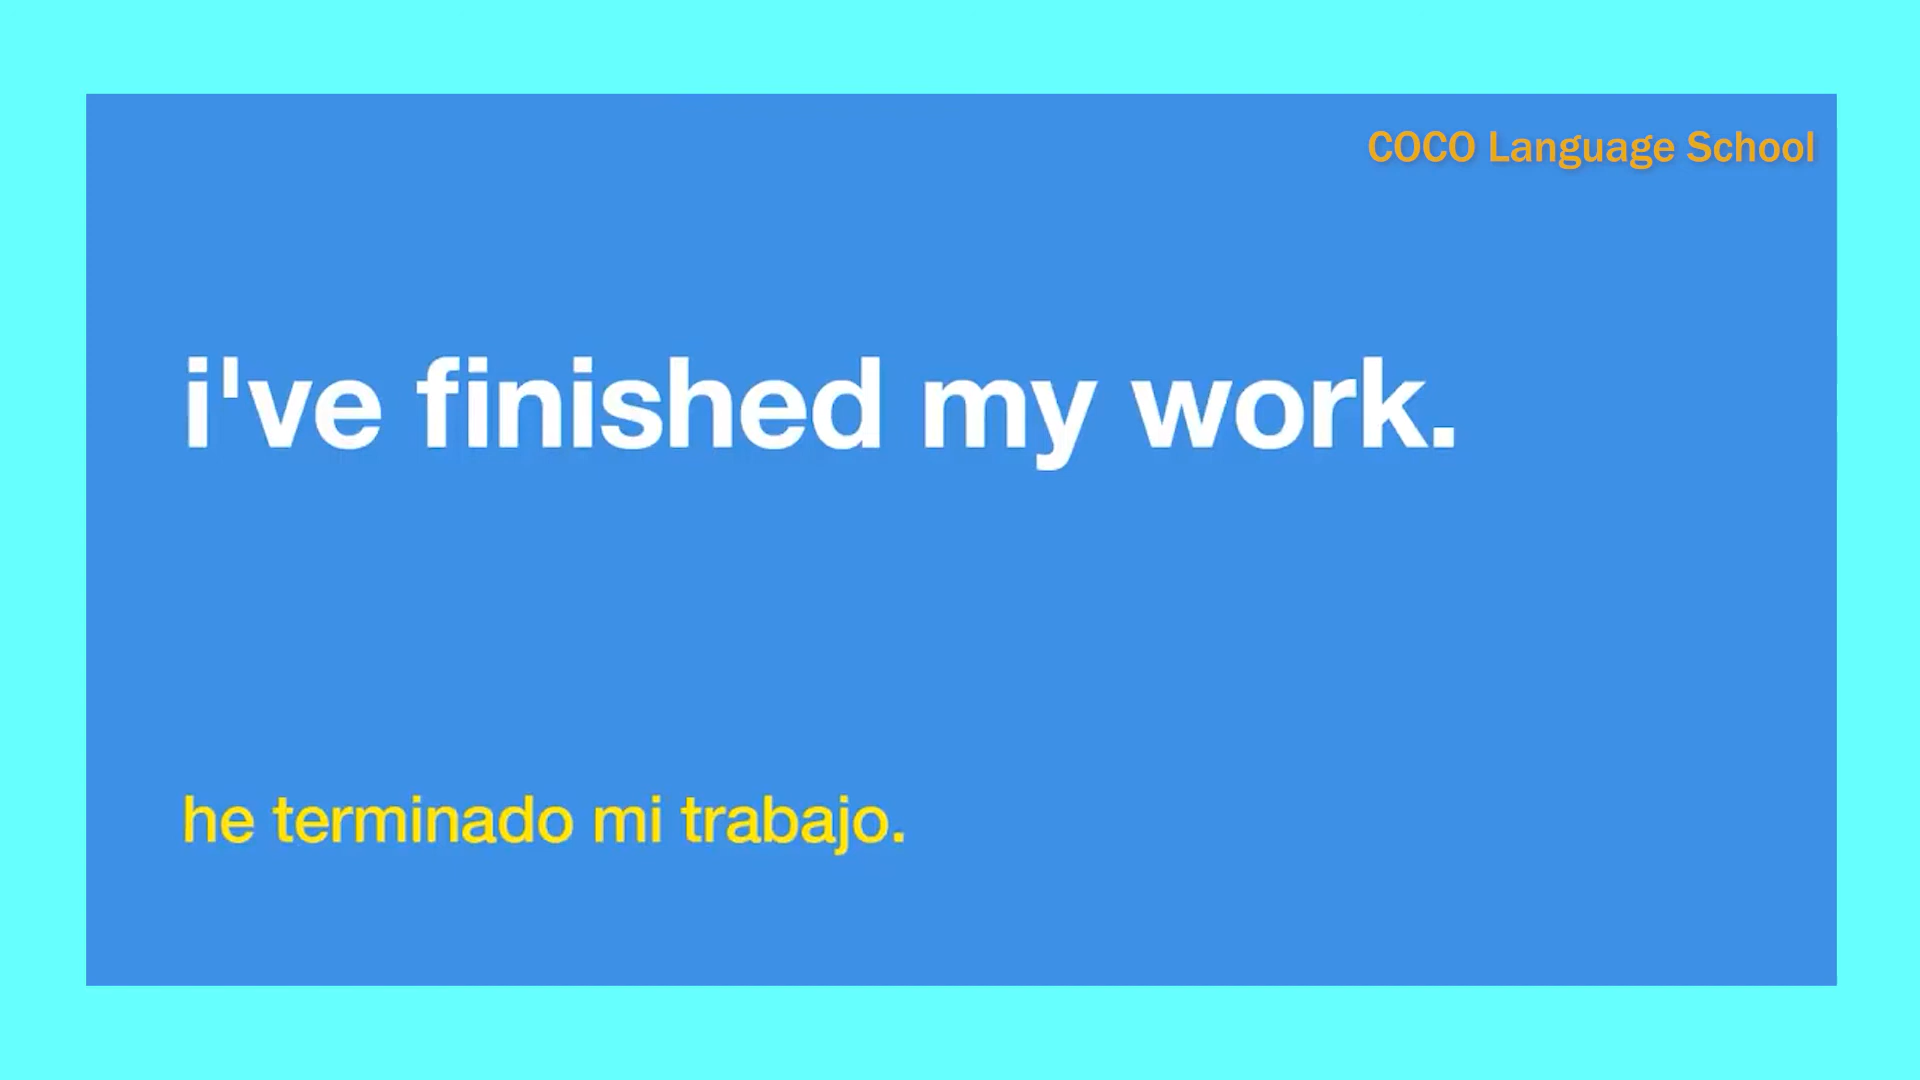 COCO Language School
i've finished my work.
he terminado mi trabajo.